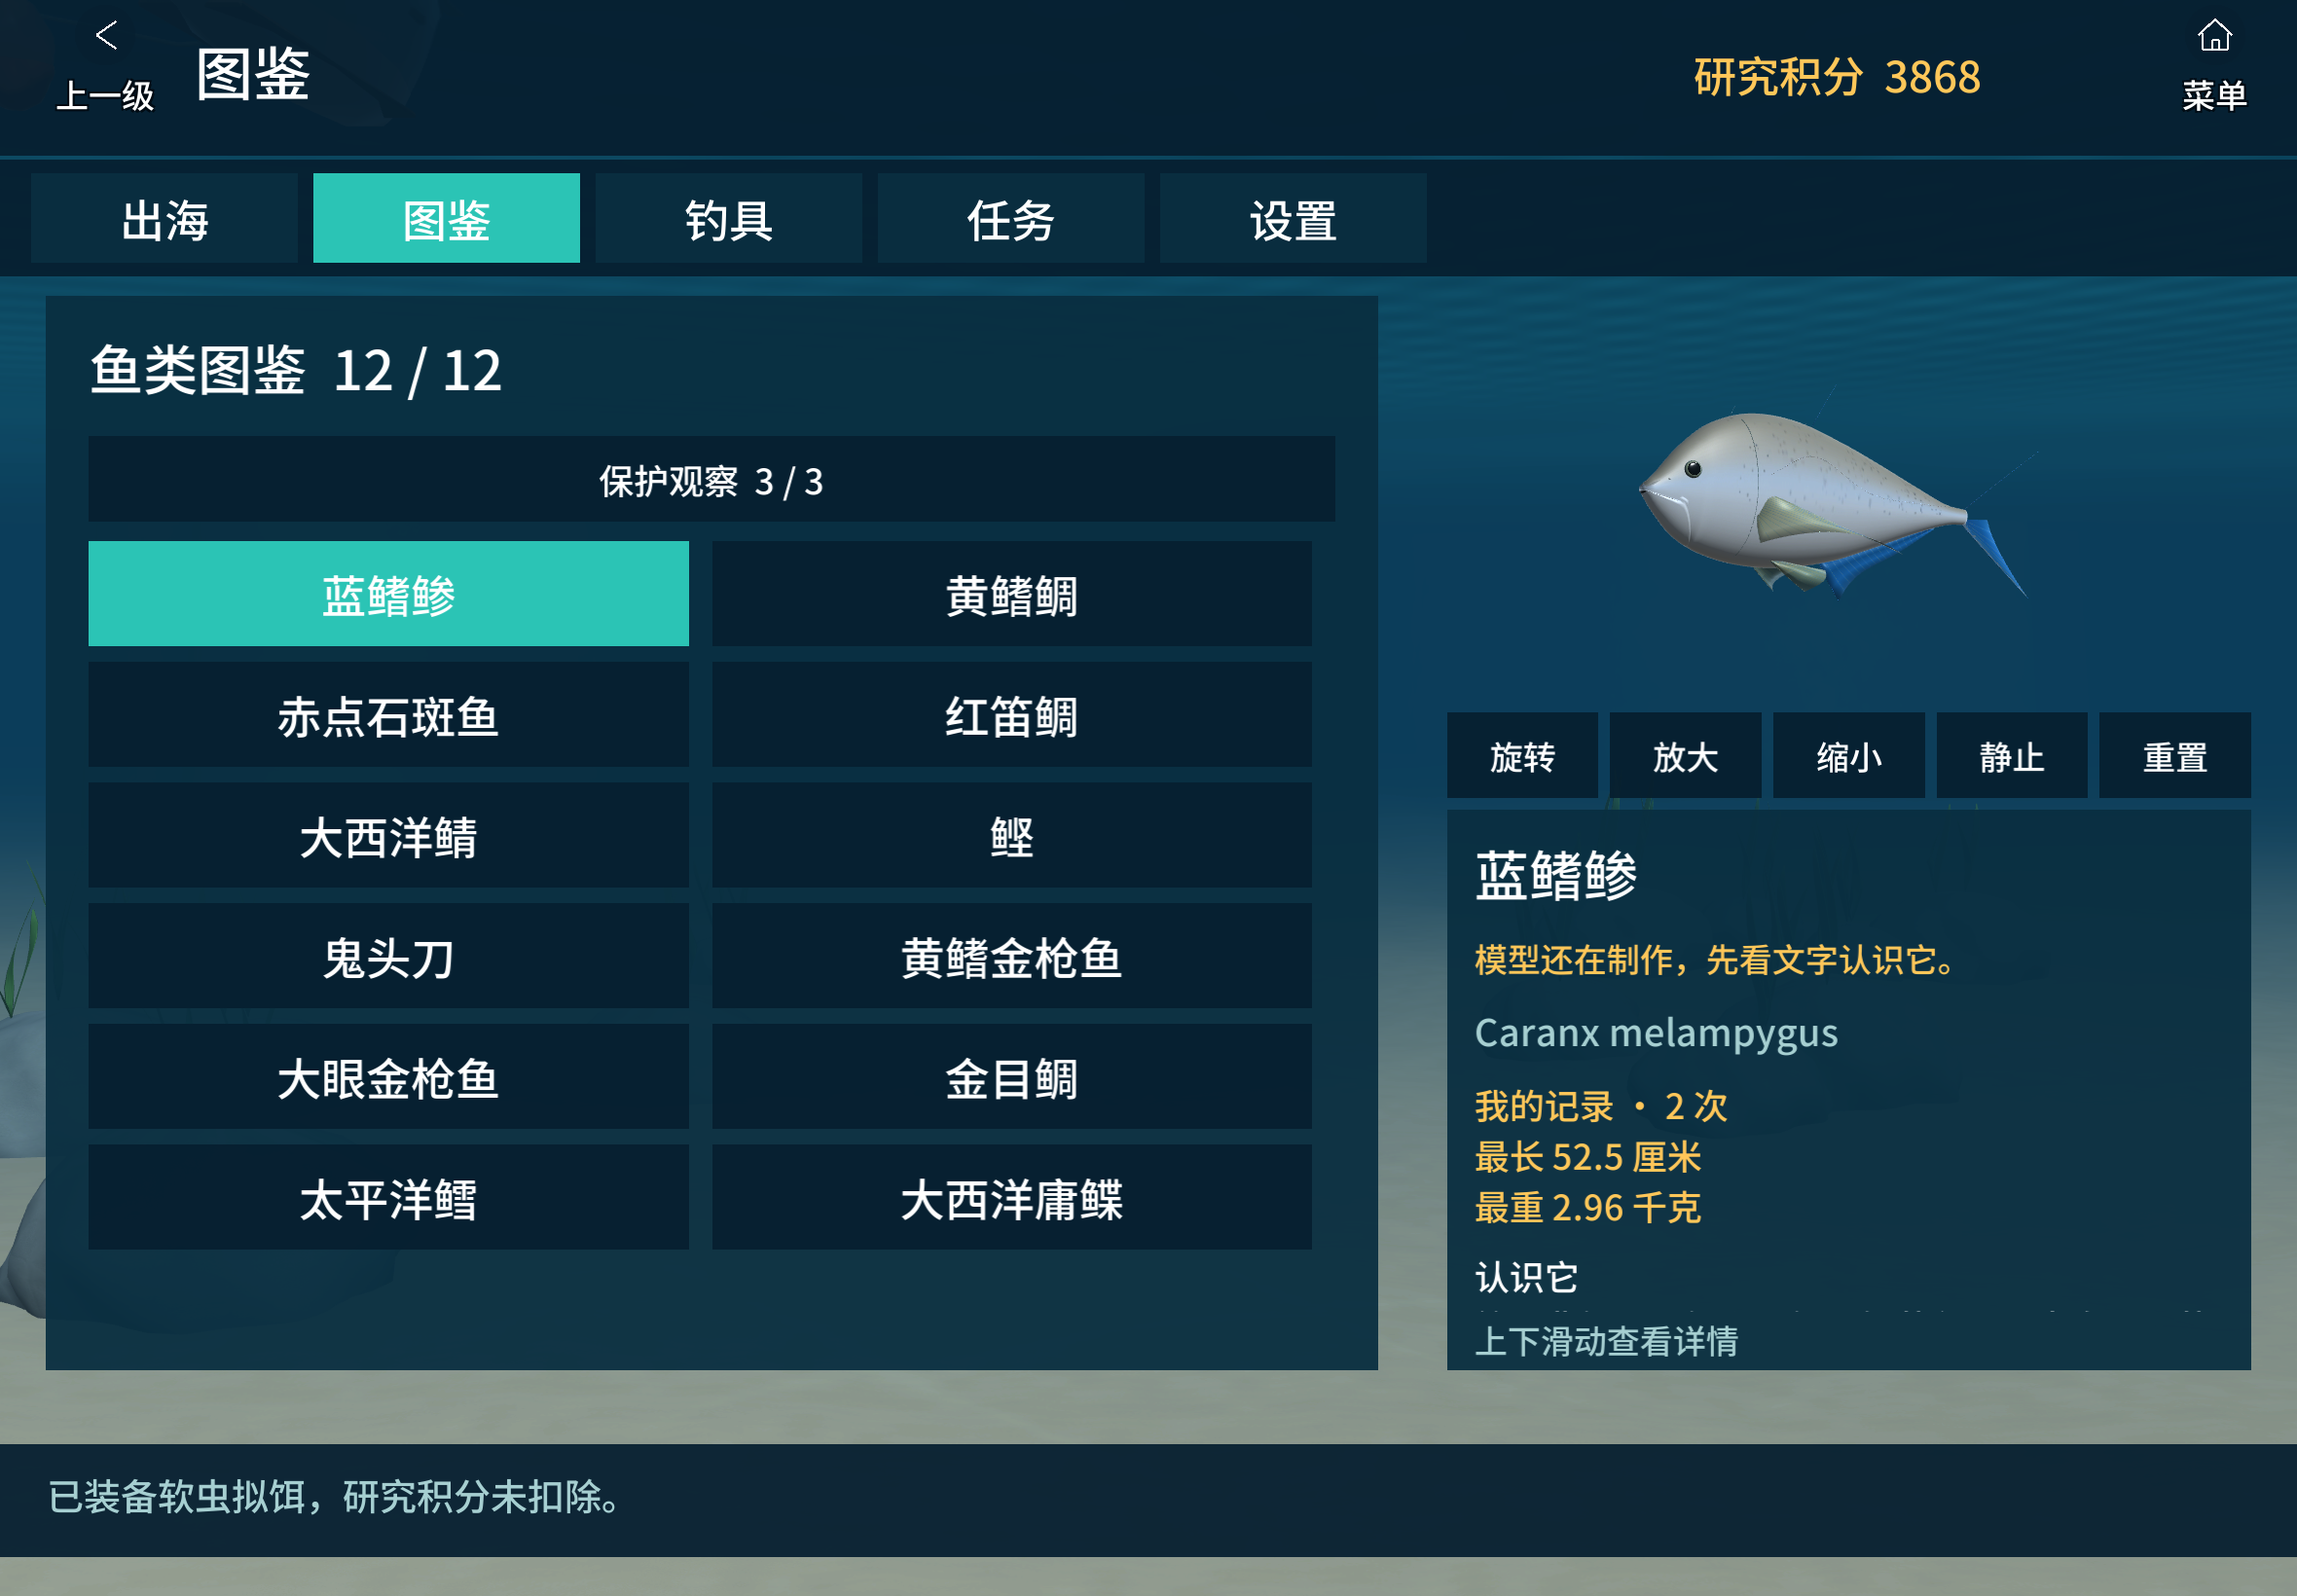 上一级
图鉴
研究积分 3868
菜单
出海
图鉴
钓具
任务
设置
鱼类图鉴 12 / 12
保护观察 3 / 3
蓝鳍鲹
黄鳍鲷
赤点石斑鱼
红笛鲷
大西洋鲭
鲣
鬼头刀
黄鳍金枪鱼
大眼金枪鱼
金目鲷
太平洋鳕
大西洋庸鲽
旋转
放大
缩小
静止
重置
蓝鳍鲹
模型还在制作，先看文字认识它。
Caranx melampygus
我的记录 · 2 次
最长 52.5 厘米
最重 2.96 千克
认识它
上下滑动查看详情
已装备软虫拟饵，研究积分未扣除。